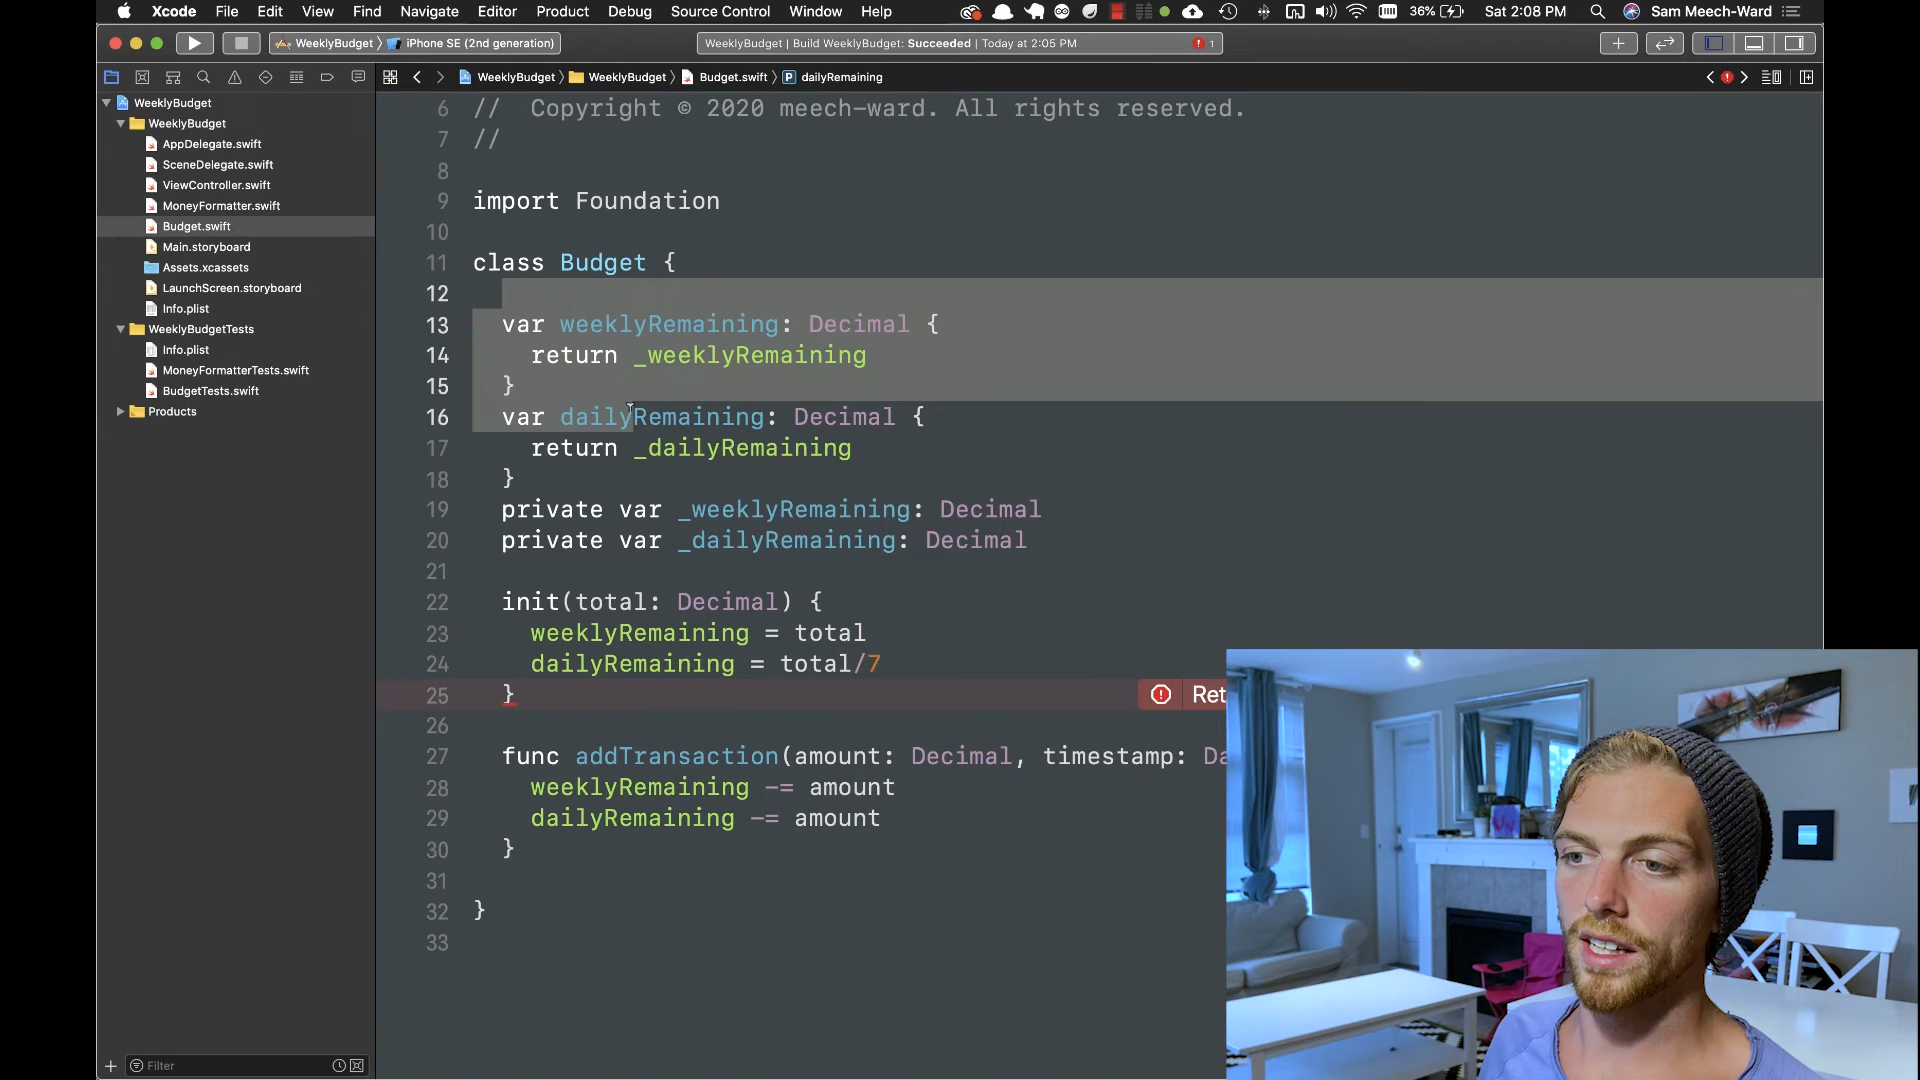 Xcode File Edit View Find Navigate Editor Product Debug Source Control Window Help 36% Sat 2:08 PM Sam Meech-Ward
WeeklyBudget iPhone SE (2nd generation)
WeeklyBudget | Build WeeklyBudget: Succeeded | Today at 2:05 PM 1
WeeklyBudget WeeklyBudget Budget.swift P dailyRemaining
WeeklyBudget
WeeklyBudget
AppDelegate.swift
SceneDelegate.swift
ViewController.swift
MoneyFormatter.swift
Budget.swift
Main.storyboard
Assets.xcassets
LaunchScreen.storyboard
Info.plist
WeeklyBudgetTests
Info.plist
MoneyFormatterTests.swift
BudgetTests.swift
Products
Filter
6 // Copyright © 2020 meech-ward. All rights reserved.
7 //
8
9 import Foundation
10
11 class Budget {
12
13 var weeklyRemaining: Decimal {
14 return _weeklyRemaining
15 }
16 var dailyRemaining: Decimal {
17 return _dailyRemaining
18 }
19 private var _weeklyRemaining: Decimal
20 private var _dailyRemaining: Decimal
21
22 init(total: Decimal) {
23 weeklyRemaining = total
24 dailyRemaining = total/7
25 } Ret
26
27 func addTransaction(amount: Decimal, timestamp: Da
28 weeklyRemaining -= amount
29 dailyRemaining -= amount
30 }
31
32 }
33